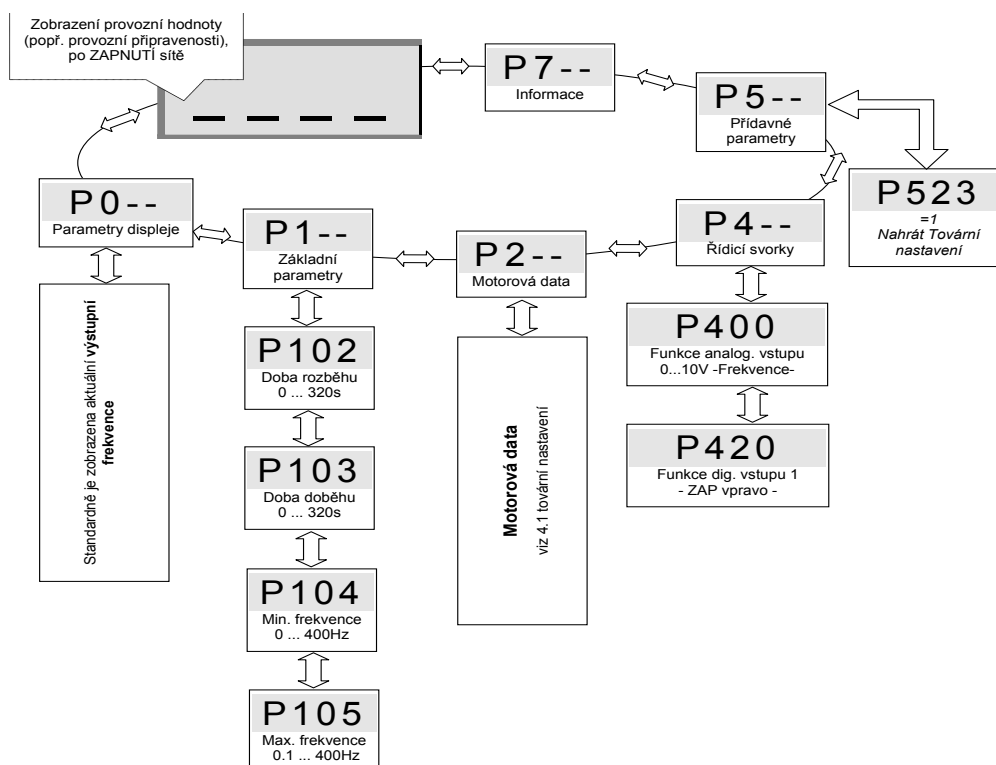 Zobrazení provozní hodnoty
(popř. provozní připravenosti),
po ZAPNUTÍ sítě
P7--
Informace
P5--
Přídavné
parametry
P523
=1
Nahrát Tovární
nastavení
P0--
Parametry displeje
P1--
Základní
parametry
P2--
Motorová data
P4--
Řídicí svorky
Standardně je zobrazena aktuální výstupní
frekvence
P102
Doba rozběhu
0 ... 320s
P103
Doba doběhu
0 ... 320s
P104
Min. frekvence
0 ... 400Hz
P105
Max. frekvence
0.1 ... 400Hz
Motorová data
viz 4.1 tovární nastavení
P400
Funkce analog. vstupu
0...10V -Frekvence-
P420
Funkce dig. vstupu 1
- ZAP vpravo -